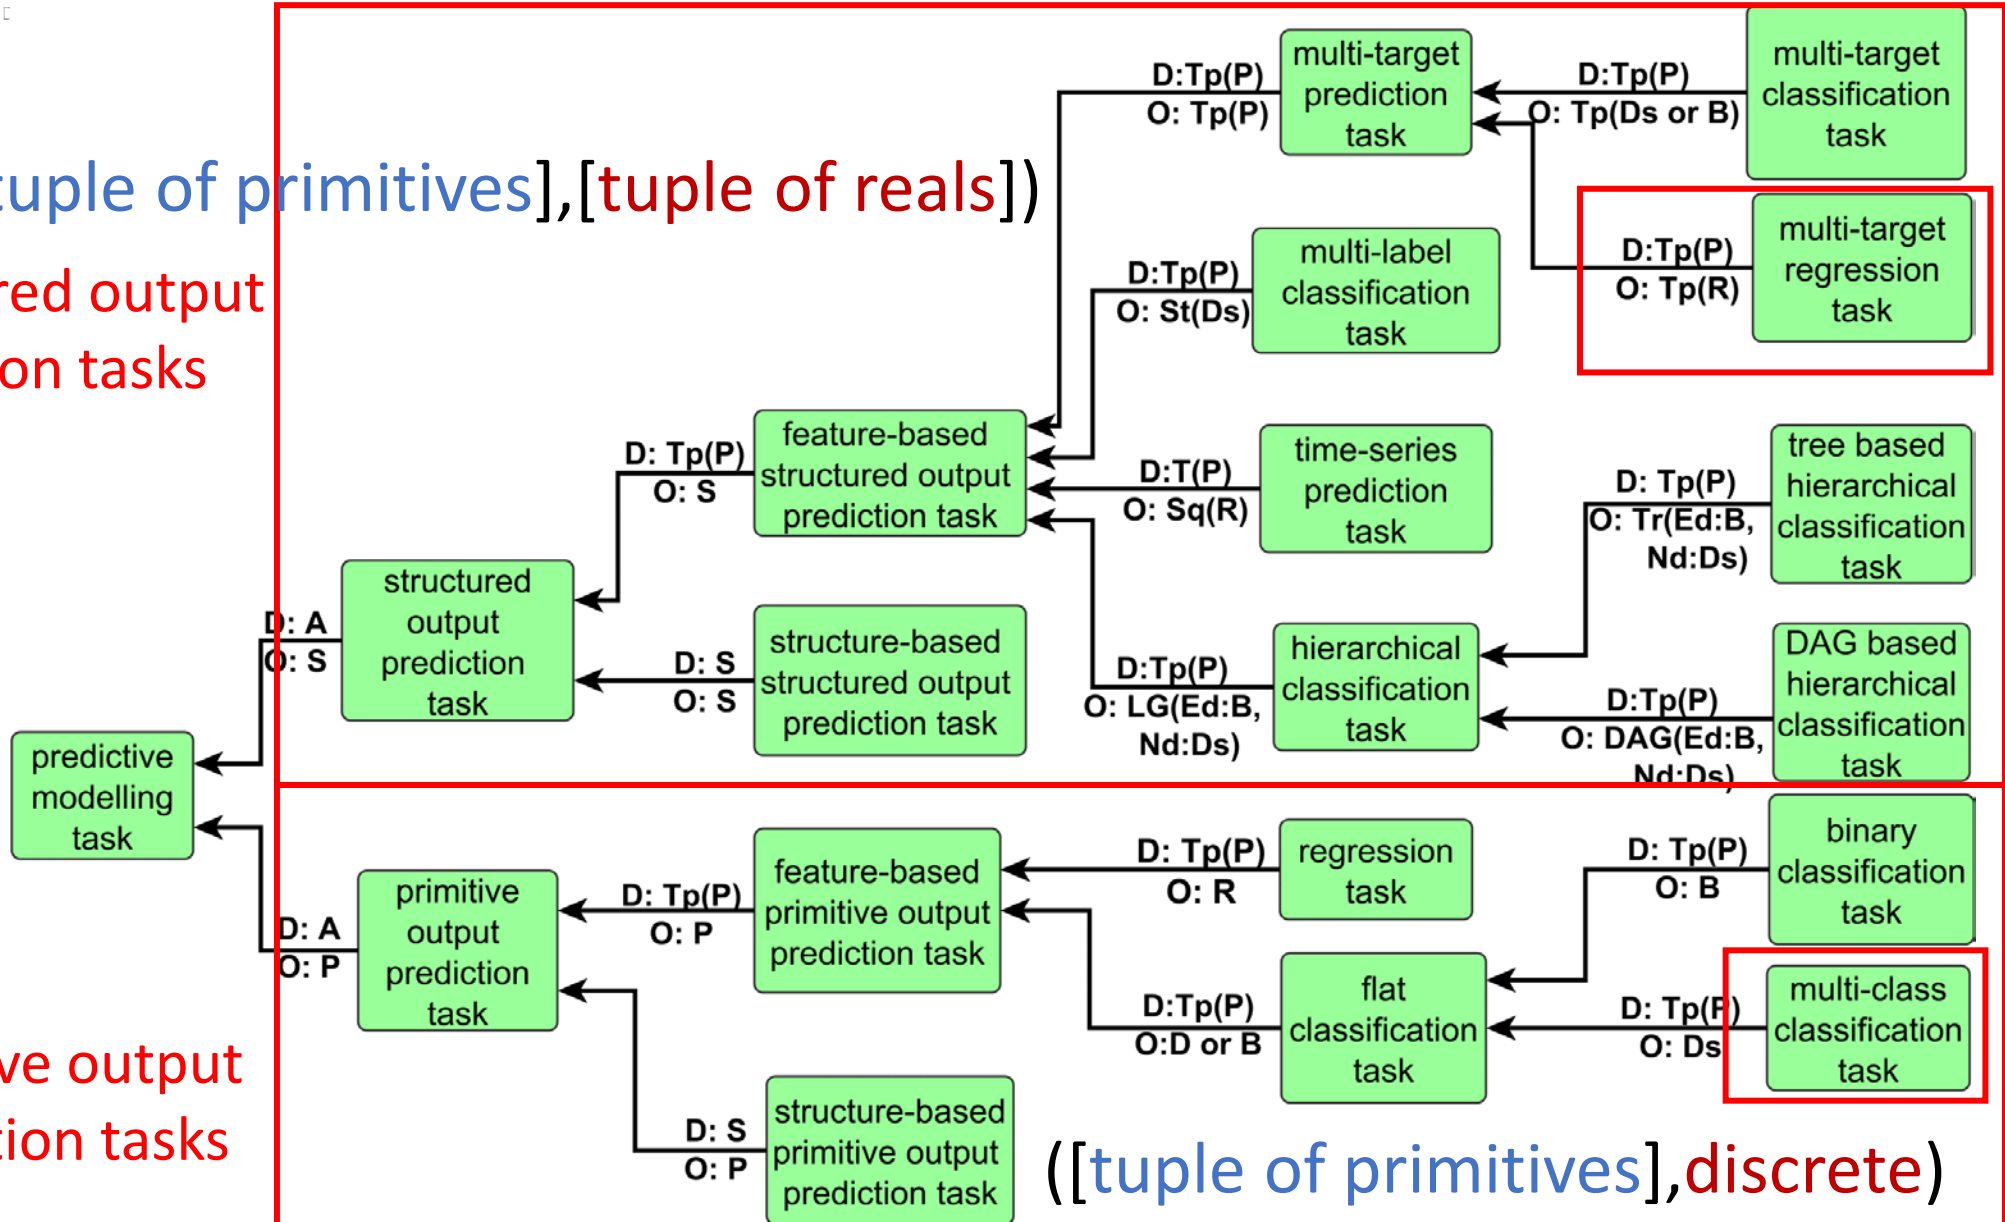 multi-target
prediction
task
D:Tp(P)
O: Tp(P)
D:Tp(P)
O: Tp(Ds or B)
multi-target
classification
task
tuple of primitives],[tuple of reals])
multi-target
regression
task
D:Tp(P)
O: Tp(R)
multi-label
classification
task
D:Tp(P)
O: St(Ds)
red output
on tasks
feature-based
structured output
prediction task
D: Tp(P)
O: S
time-series
prediction
task
D:T(P)
O: Sq(R)
tree based
hierarchical
classification
task
D: Tp(P)
O: Tr(Ed:B,
Nd:Ds)
structured
output
prediction
task
D: A
O: S
structure-based
structured output
prediction task
D: S
O: S
hierarchical
classification
task
D:Tp(P)
O: LG(Ed:B,
Nd:Ds)
DAG based
hierarchical
classification
task
D:Tp(P)
O: DAG(Ed:B,
Nd:Ds)
predictive
modelling
task
primitive
output
prediction
task
D: A
O: P
feature-based
primitive output
prediction task
D: Tp(P)
O: P
regression
task
D: Tp(P)
O: R
binary
classification
task
D: Tp(P)
O: B
flat
classification
task
D:Tp(P)
O:D or B
multi-class
classification
task
D: Tp(P)
O: Ds
ve output
tion tasks
structure-based
primitive output
prediction task
D: S
O: P
([tuple of primitives],discrete)